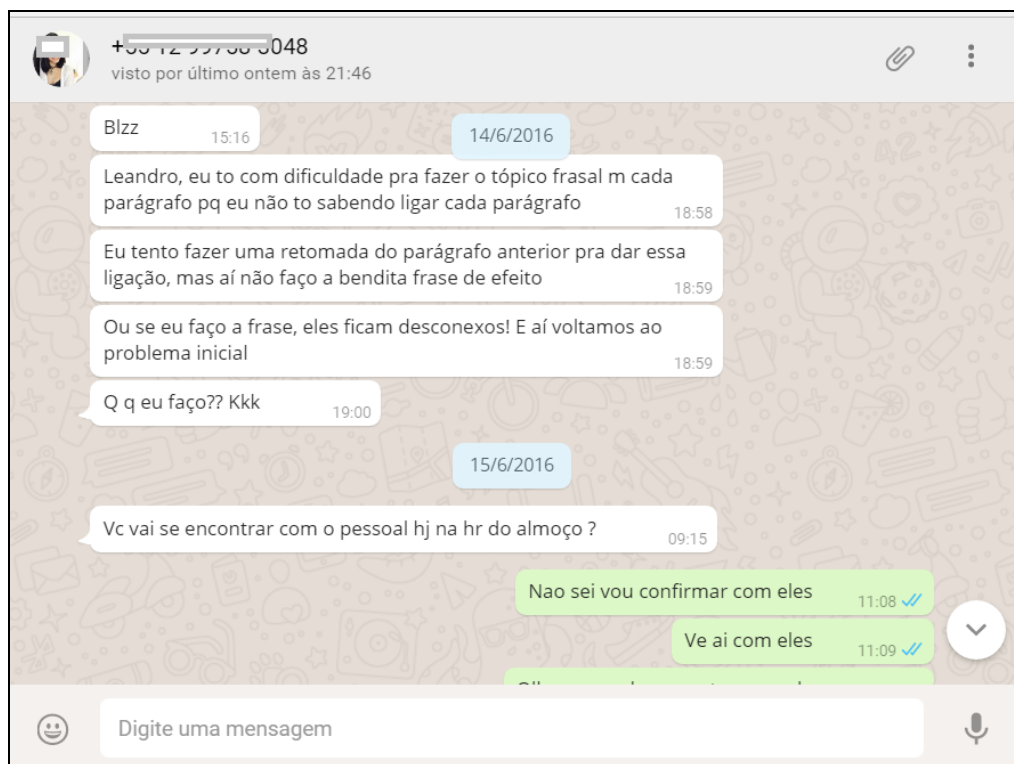 3048
visto por último ontem às 21:46
Blzz
15:16
14/6/2016
Leandro, eu to com dificuldade pra fazer o tópico frasal m cada
parágrafo pq eu não to sabendo ligar cada parágrafo
18:58
Eu tento fazer uma retomada do parágrafo anterior pra dar essa
ligação, mas aí não faço a bendita frase de efeito
18:59
Ou se eu faço a frase, eles ficam desconexos! E aí voltamos ao
problema inicial
18:59
Q q eu faço?? Kkk
19:00
15/6/2016
Vc vai se encontrar com o pessoal hj na hr do almoço ?
09:15
Nao sei vou confirmar com eles
11:08
Ve ai com eles
11:09
Digite uma mensagem